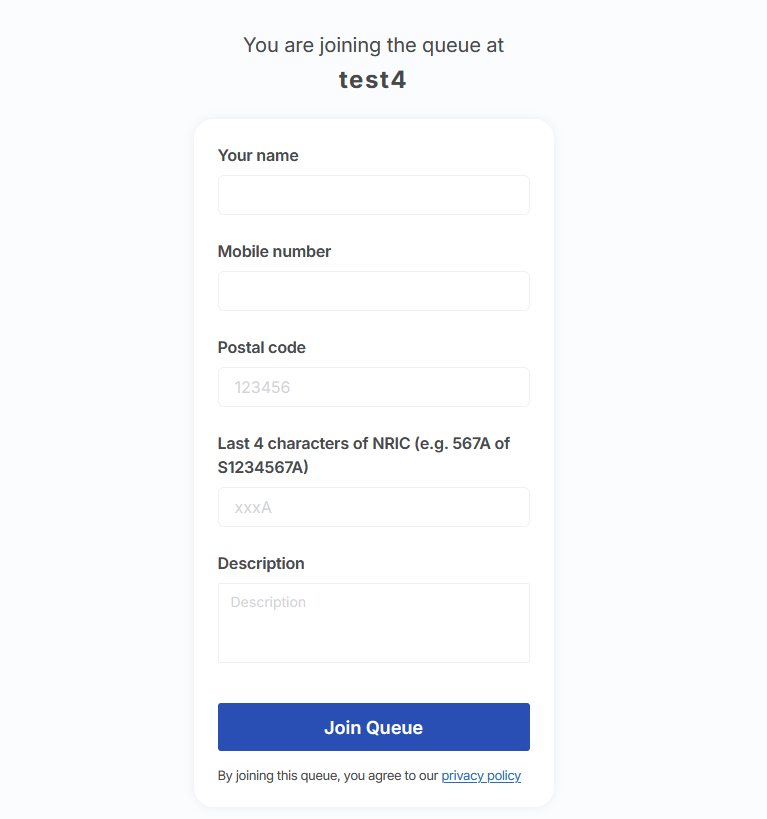 You are joining the queue at
test4
Your name
Mobile number
Postal code
123456
Last 4 characters of NRIC (e.g. 567A of
S1234567A)
xxxA
Description
Description
Join Queue
By joining this queue, you agree to our privacy policy